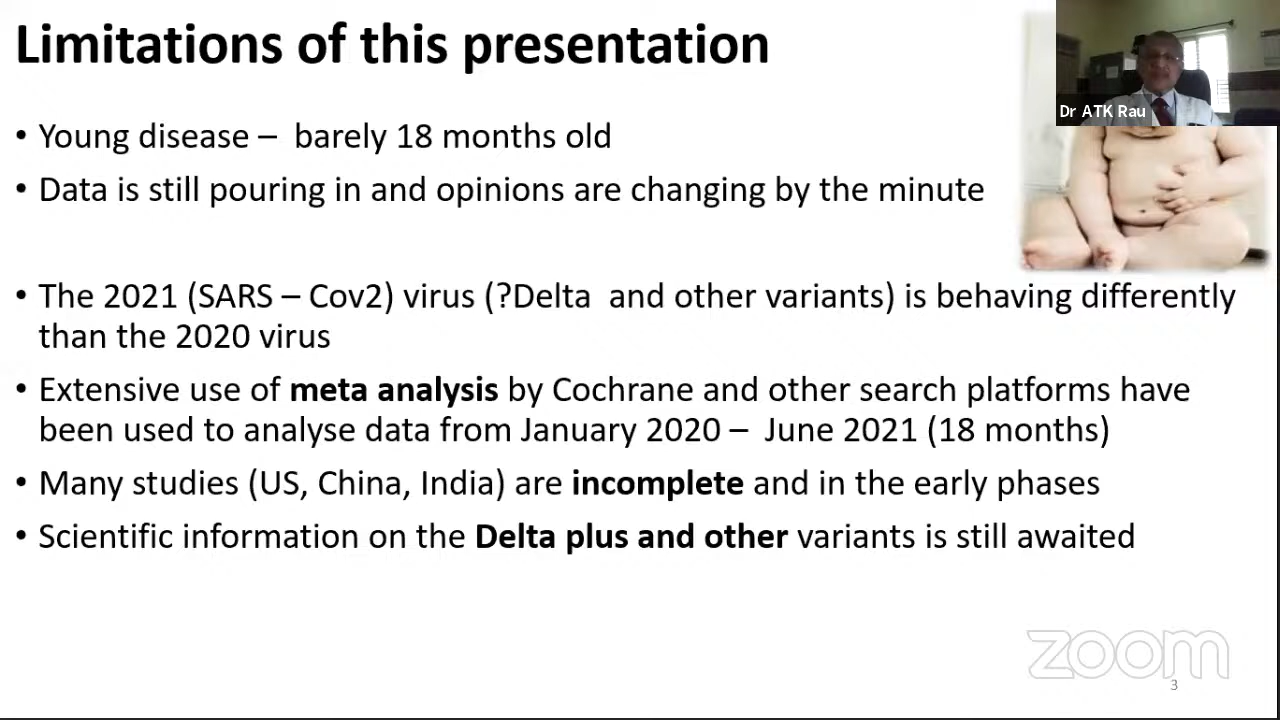 Limitations of this presentation
Dr ATK Rau
• Young disease – barely 18 months old
• Data is still pouring in and opinions are changing by the minute
• The 2021 (SARS – Cov2) virus (?Delta and other variants) is behaving differently
than the 2020 virus
• Extensive use of meta analysis by Cochrane and other search platforms have
been used to analyse data from January 2020 – June 2021 (18 months)
• Many studies (US, China, India) are incomplete and in the early phases
• Scientific information on the Delta plus and other variants is still awaited
zoom
3